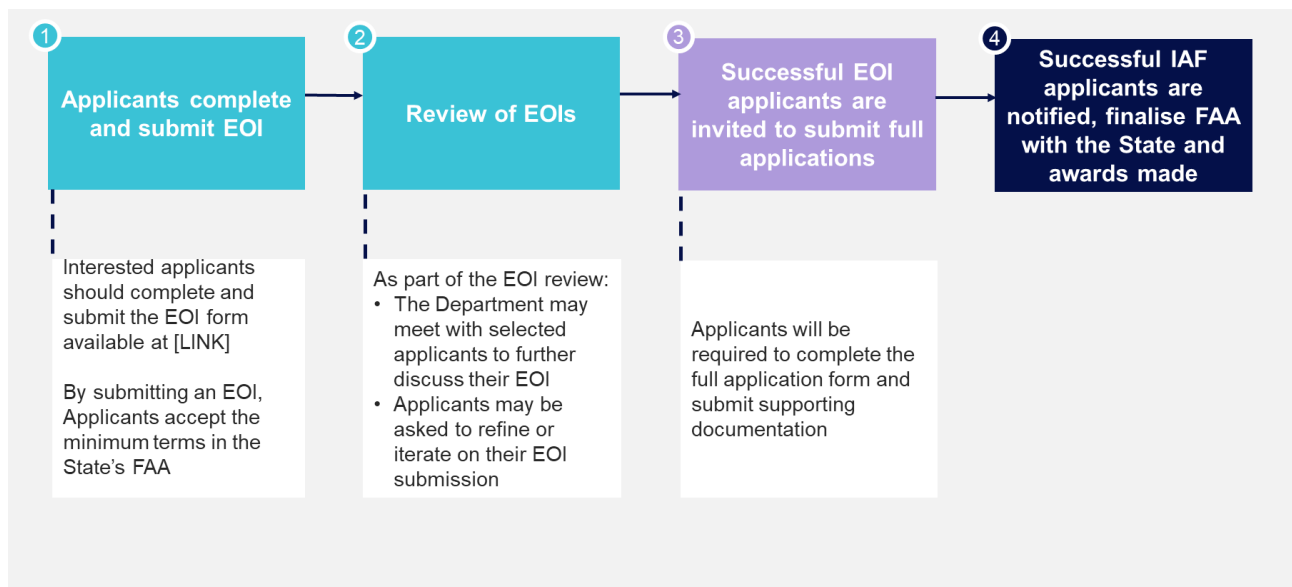 1
Applicants complete
and submit EOI
2
Review of EOIs
3
Successful EOI
applicants are
invited to submit full
applications
4
Successful IAF
applicants are
notified, finalise FAA
with the State and
awards made
Interested applicants
should complete and
submit the EOI form
available at [LINK]
By submitting an EOI,
Applicants accept the
minimum terms in the
State’s FAA
As part of the EOI review:
• The Department may
meet with selected
applicants to further
discuss their EOI
• Applicants may be
asked to refine or
iterate on their EOI
submission
Applicants will be
required to complete the
full application form and
submit supporting
documentation